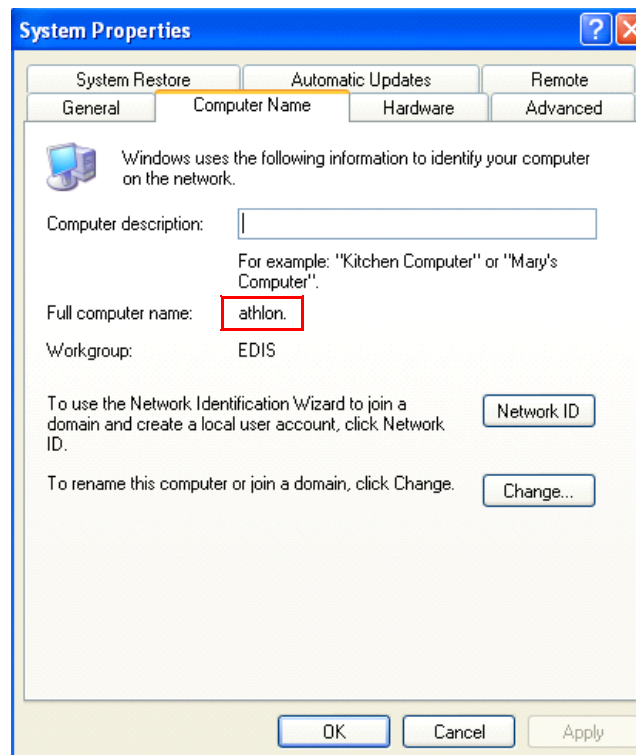 System Properties
System Restore Automatic Updates Remote
General Computer Name Hardware Advanced
Windows uses the following information to identify your computer
on the network.
Computer description:
For example: "Kitchen Computer" or "Mary's
Computer".
Full computer name: athlon.
Workgroup: EDIS
To use the Network Identification Wizard to join a
domain and create a local user account, click Network
ID.
Network ID
To rename this computer or join a domain, click Change.
Change...
OK Cancel Apply